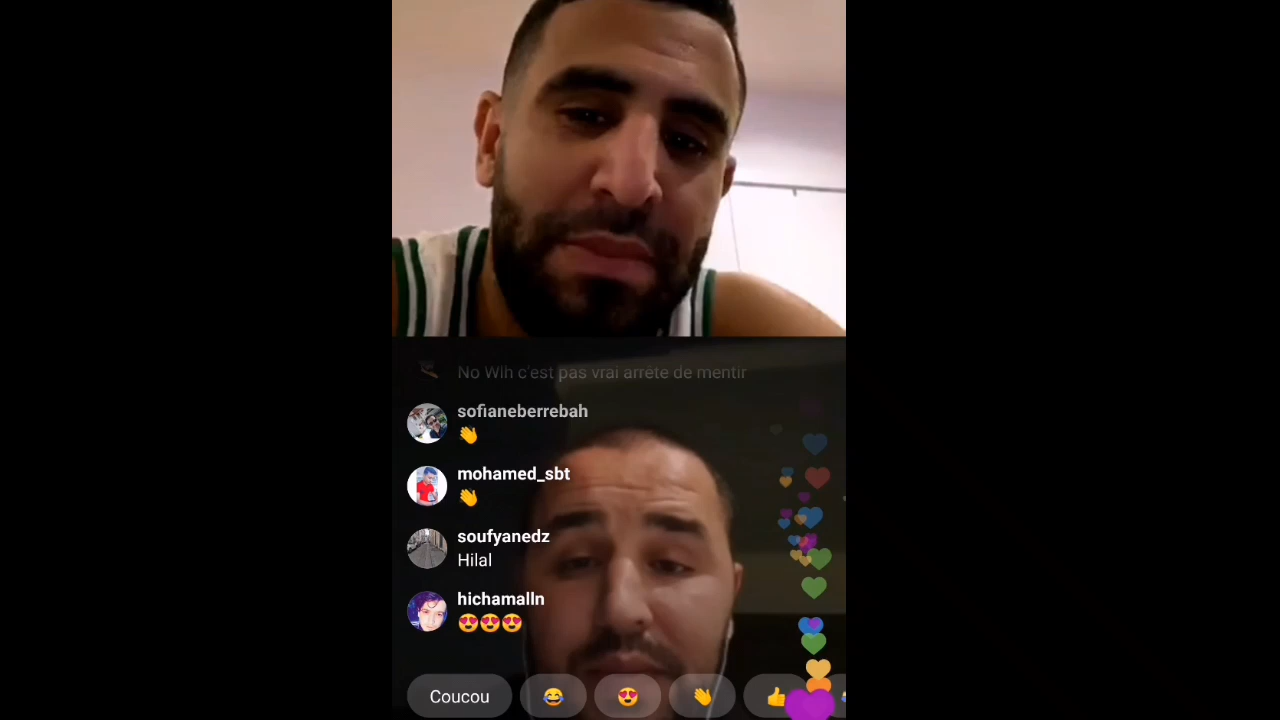 No Wlh c'est pas vrai arrête de mentir
sofianeberrebah
👋
mohamed_sbt
👋
soufyanedz
Hilal
hichamalln
😍😍😍
Coucou 😂 😍 👋 👍